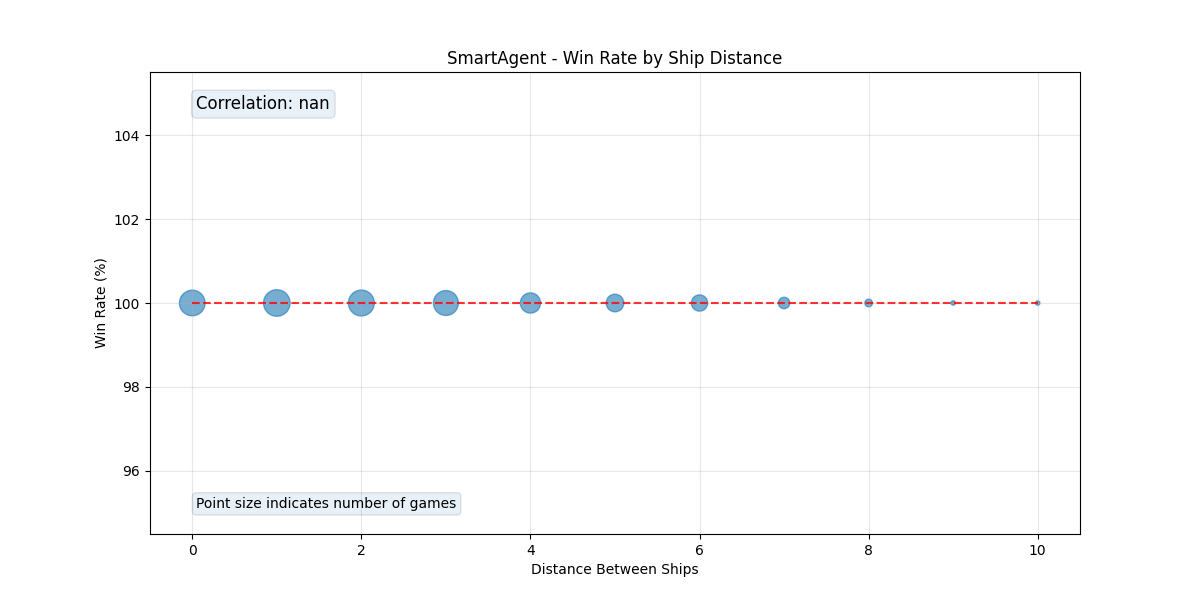 SmartAgent - Win Rate by Ship Distance
Correlation: nan
104
102
100
98
96
Win Rate (%)
Point size indicates number of games
0 2 4 6 8 10
Distance Between Ships